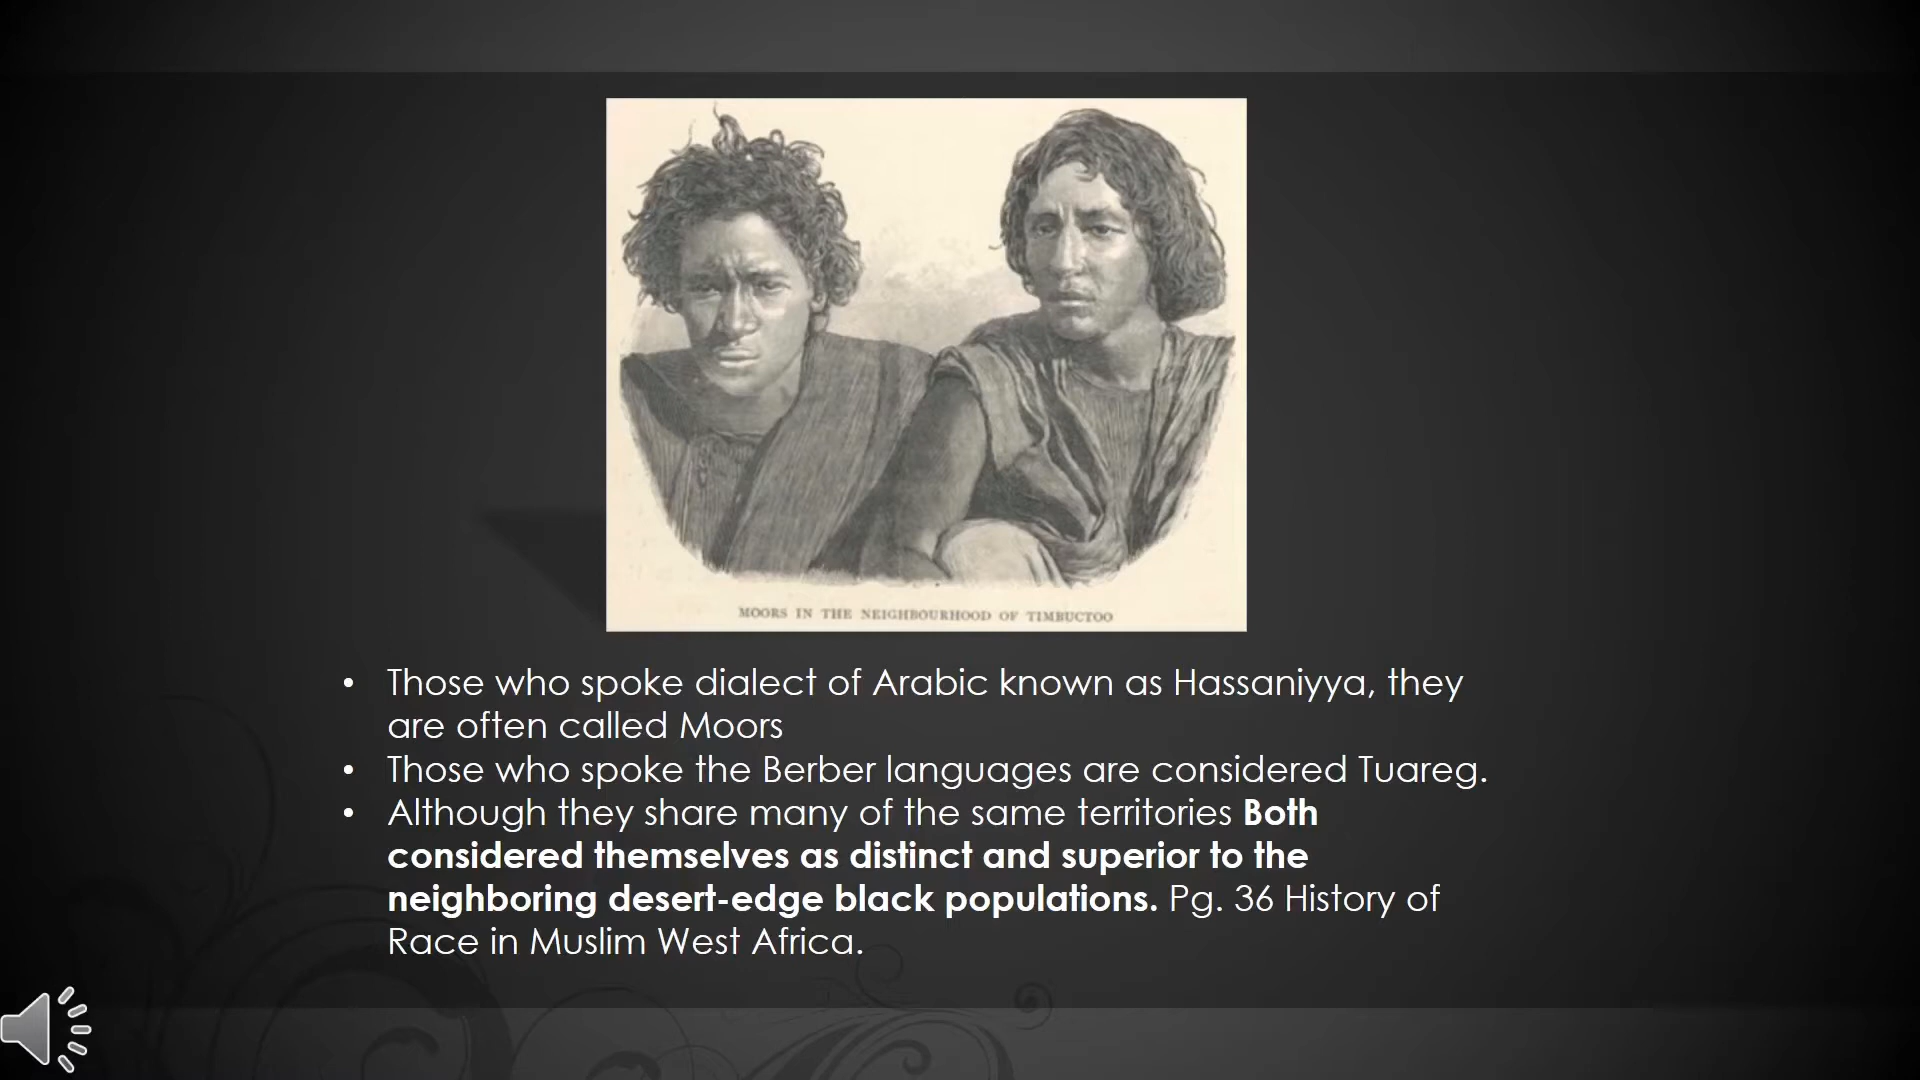 MOORS IN THE NEIGHBOURHOOD OF TIMBUCTOO
• Those who spoke dialect of Arabic known as Hassaniyya, they
are often called Moors
• Those who spoke the Berber languages are considered Tuareg.
• Although they share many of the same territories Both
considered themselves as distinct and superior to the
neighboring desert-edge black populations. Pg. 36 History of
Race in Muslim West Africa.